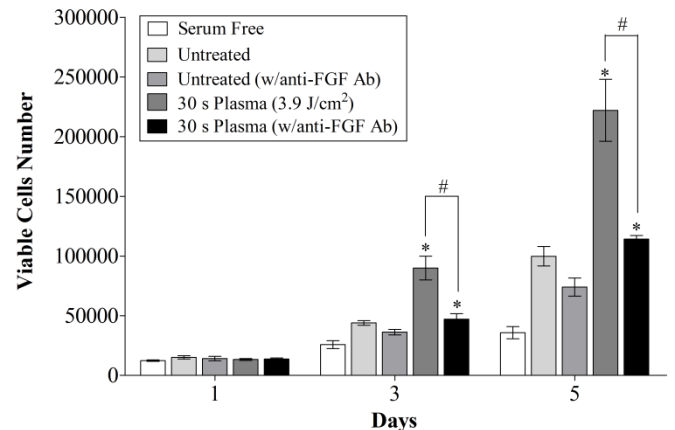 300000
250000
200000
150000
100000
50000
0
Viable Cells Number
Serum Free
Untreated
Untreated (w/anti-FGF Ab)
30 s Plasma (3.9 J/cm²)
30 s Plasma (w/anti-FGF Ab)
#
*
*
#
*
*
1 3 5
Days